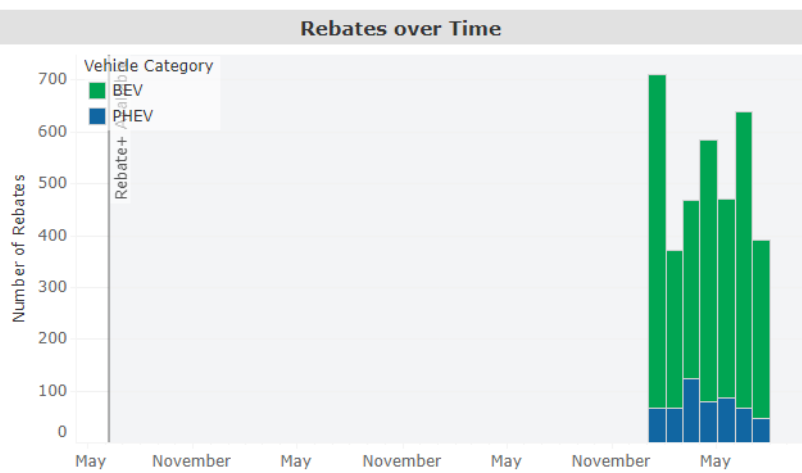 Rebates over Time
Vehicle Category
BEV
PHEV
Rebate+
Number of Rebates
700
600
500
400
300
200
100
0
May
November
May
November
May
November
May